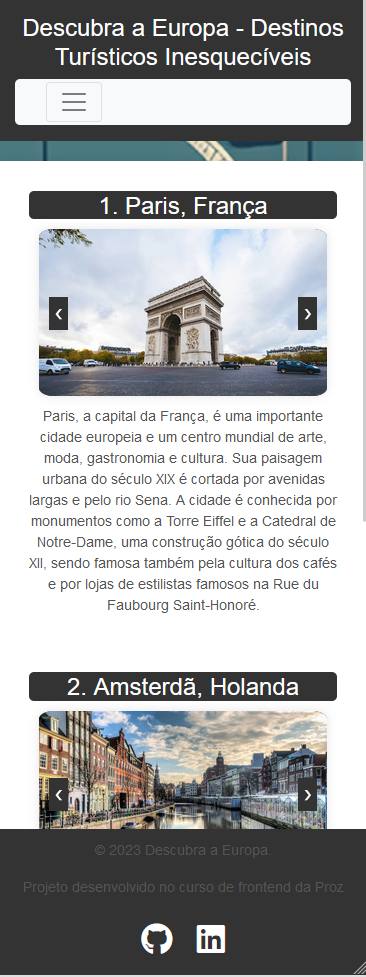 Descubra a Europa - Destinos
Turísticos Inesquecíveis
1. Paris, França
‹ ›
Paris, a capital da França, é uma importante
cidade europeia e um centro mundial de arte,
moda, gastronomia e cultura. Sua paisagem
urbana do século XIX é cortada por avenidas
largas e pelo rio Sena. A cidade é conhecida por
monumentos como a Torre Eiffel e a Catedral de
Notre-Dame, uma construção gótica do século
XII, sendo famosa também pela cultura dos cafés
e por lojas de estilistas famosos na Rue du
Faubourg Saint-Honoré.
2. Amsterdã, Holanda
‹ ›
© 2023 Descubra a Europa.
Projeto desenvolvido no curso de frontend da Proz
in